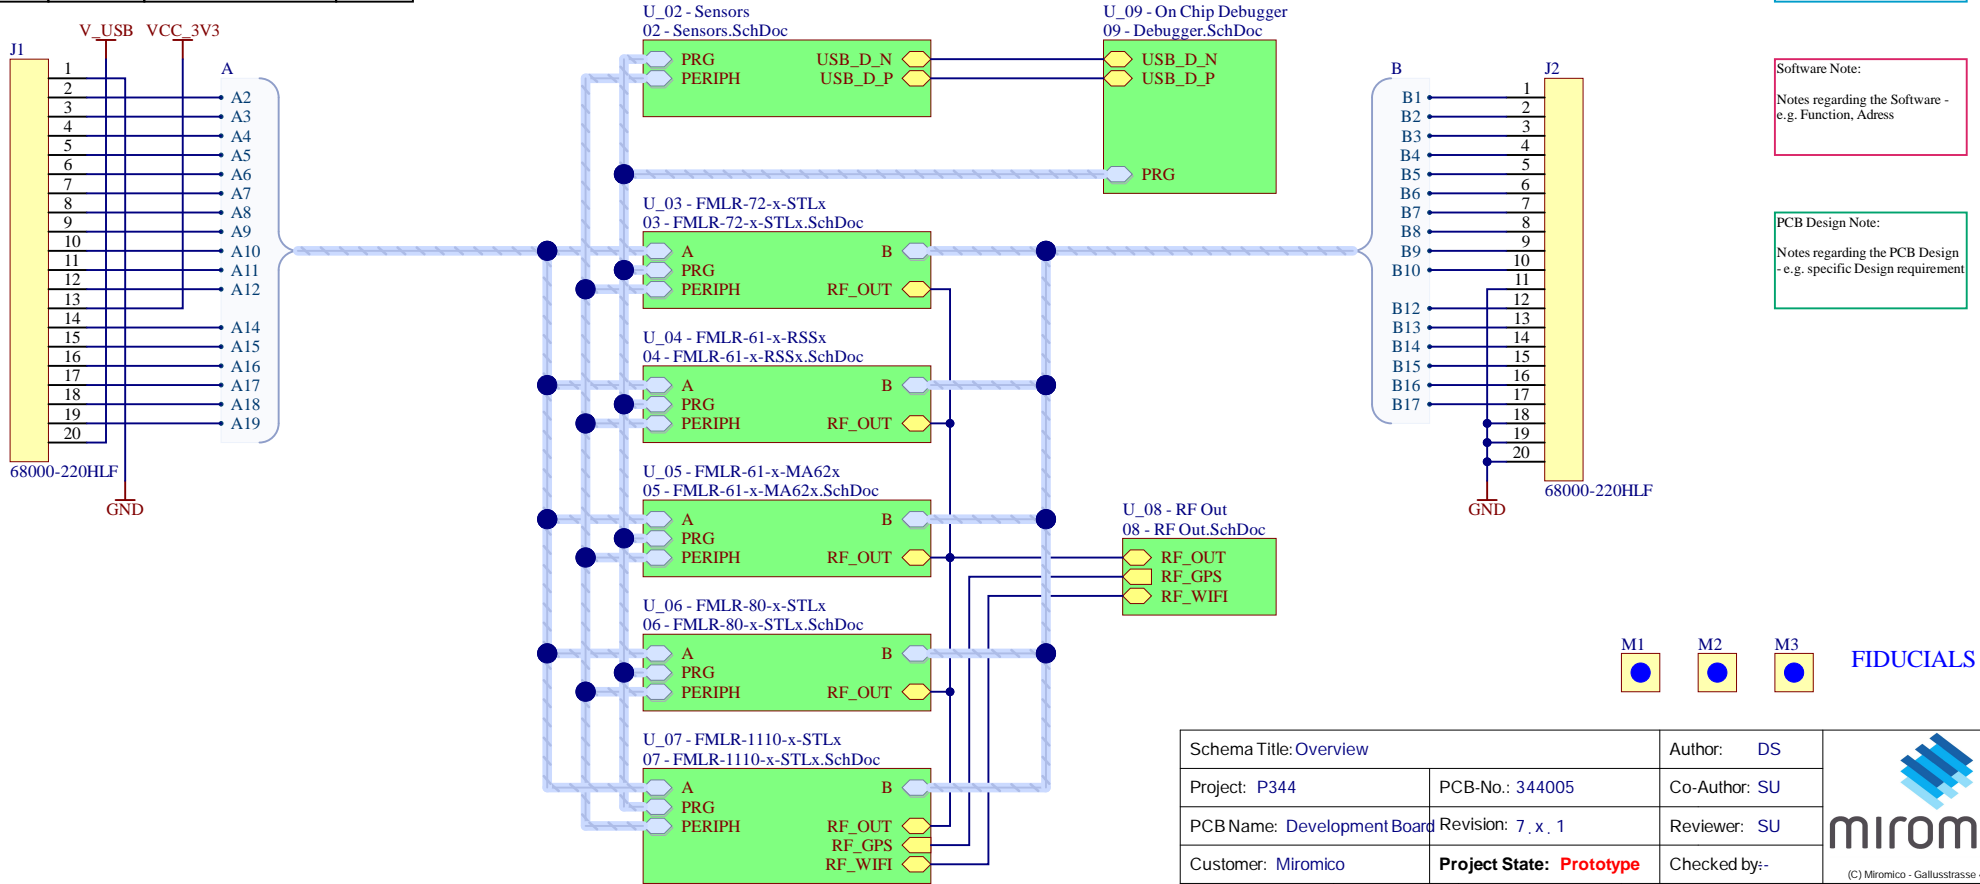 V_USB VCC_3V3
J1
1
2
3
4
5
6
7
8
9
10
11
12
13
14
15
16
17
18
19
20
68000-220HLF
GND
A
A2
A3
A4
A5
A6
A7
A8
A9
A10
A11
A12
A14
A15
A16
A17
A18
A19
U_02 - Sensors
02 - Sensors.SchDoc
PRG USB_D_N
PERIPH USB_D_P
U_09 - On Chip Debugger
09 - Debugger.SchDoc
USB_D_N
USB_D_P
PRG
U_03 - FMLR-72-x-STLx
03 - FMLR-72-x-STLx.SchDoc
A B
PRG
PERIPH RF_OUT
U_04 - FMLR-61-x-RSSx
04 - FMLR-61-x-RSSx.SchDoc
A B
PRG
PERIPH RF_OUT
U_05 - FMLR-61-x-MA62x
05 - FMLR-61-x-MA62x.SchDoc
A B
PRG
PERIPH RF_OUT
U_06 - FMLR-80-x-STLx
06 - FMLR-80-x-STLx.SchDoc
A B
PRG
PERIPH RF_OUT
U_07 - FMLR-1110-x-STLx
07 - FMLR-1110-x-STLx.SchDoc
A B
PRG
PERIPH RF_OUT
RF_GPS
RF_WIFI
U_08 - RF Out
08 - RF Out.SchDoc
RF_OUT
RF_GPS
RF_WIFI
B
B1
B2
B3
B4
B5
B6
B7
B8
B9
B10
B12
B13
B14
B15
B16
B17
J2
1
2
3
4
5
6
7
8
9
10
11
12
13
14
15
16
17
18
19
20
68000-220HLF
GND
Software Note:
Notes regarding the Software -
e.g. Function, Adress
PCB Design Note:
Notes regarding the PCB Design
- e.g. specific Design requirement
M1 M2 M3 FIDUCIALS
Schema Title: Overview Author: DS
Project: P344 PCB-No.: 344005 Co-Author: SU
PCB Name: Development Board Revision: 7 . x . 1 Reviewer: SU
Customer: Miromico Project State: Prototype Checked by:-
mirom
(C) Miromico - Gallusstrasse